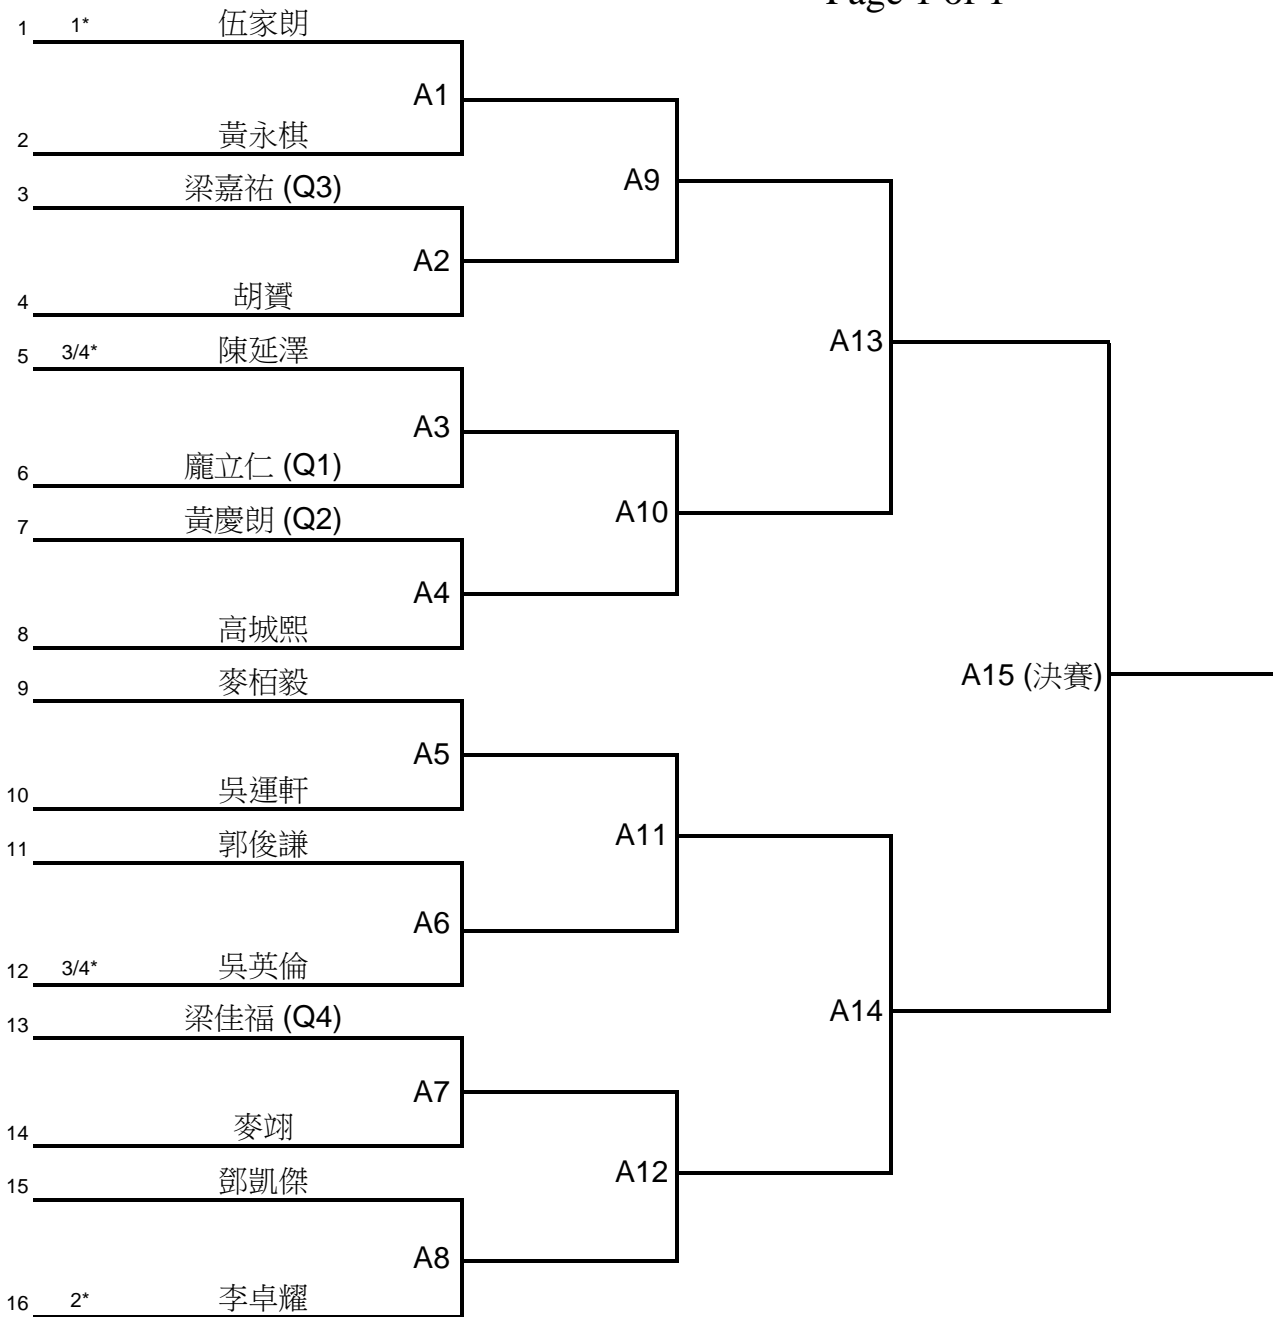 Page 1 of 1
1 1* 伍家朗
A1
2 黃永棋
A9
3 梁嘉祐 (Q3)
A2
4 胡贇
A13
5 3/4* 陳延澤
A3
6 龐立仁 (Q1)
A10
7 黃慶朗 (Q2)
A4
8 高城熙
A15 (決賽)
9 麥栢毅
A5
10 吳運軒
A11
11 郭俊謙
A6
12 3/4* 吳英倫
A14
13 梁佳福 (Q4)
A7
14 麥翊
A12
15 鄧凱傑
A8
16 2* 李卓耀